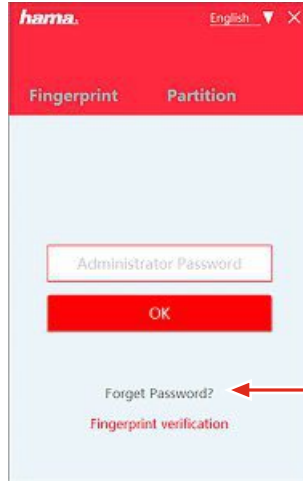 hama.
English
Fingerprint Partition
Administrator Password
OK
Forget Password?
Fingerprint verification